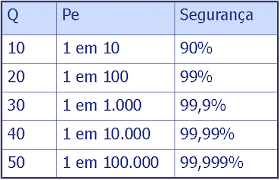 Q Pe Segurança
10 1 em 10 90%
20 1 em 100 99%
30 1 em 1.000 99,9%
40 1 em 10.000 99,99%
50 1 em 100.000 99,999%